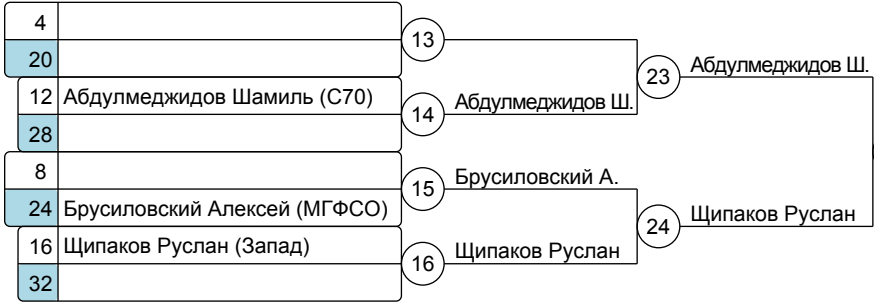 4
13
20
23 Абдулмеджидов Ш.
12 Абдулмеджидов Шамиль (С70)
14 Абдулмеджидов Ш.
28
8
15 Брусиловский А.
24 Брусиловский Алексей (МГФСО)
24 Щипаков Руслан
16 Щипаков Руслан (Запад)
16 Щипаков Руслан
32